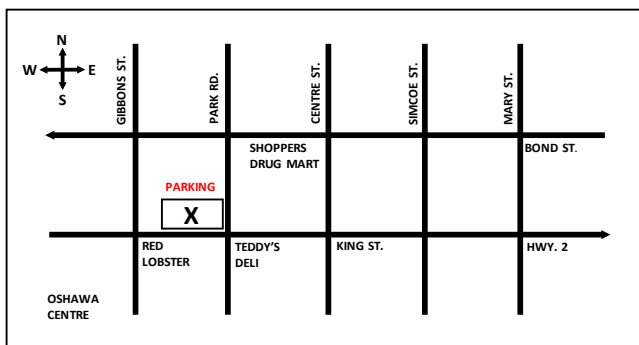 N
W E
S
GIBBONS ST.
PARK RD.
CENTRE ST.
SIMCOE ST.
MARY ST.
SHOPPERS
DRUG MART
BOND ST.
PARKING
X
RED
LOBSTER
TEDDY'S
DELI
KING ST.
HWY. 2
OSHAWA
CENTRE